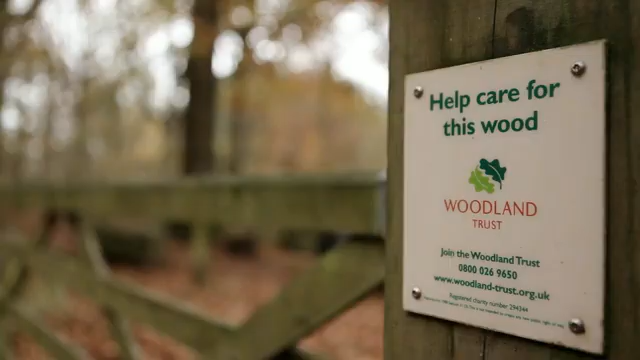 Help care for
this wood
WOODLAND
TRUST
Join the Woodland Trust
0800 026 9650
www.woodland-trust.org.uk
Registered charity number 294344